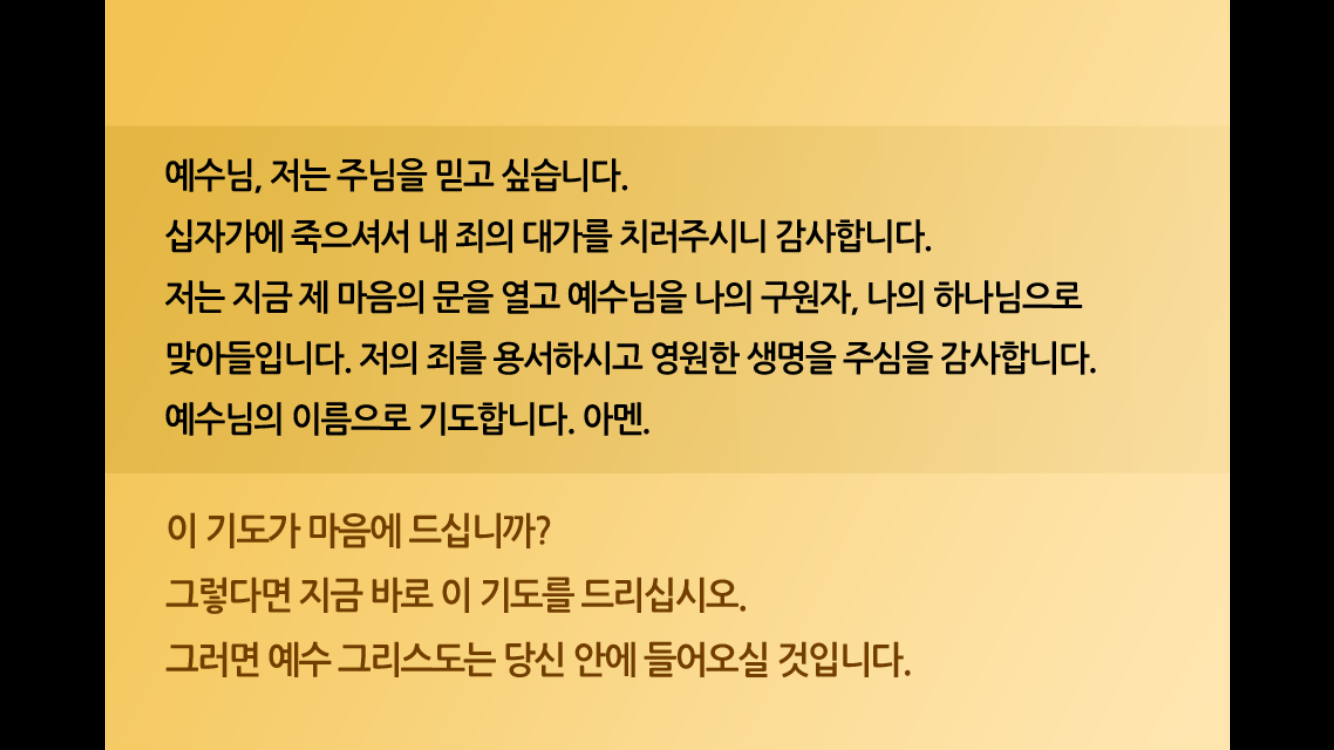 예수님, 저는 주님을 믿고 싶습니다.
십자가에 죽으셔서 내 죄의 대가를 치러주시니 감사합니다.
저는 지금 제 마음의 문을 열고 예수님을 나의 구원자, 나의 하나님으로
맞아들입니다. 저의 죄를 용서하시고 영원한 생명을 주심을 감사합니다.
예수님의 이름으로 기도합니다. 아멘.
이 기도가 마음에 드십니까?
그렇다면 지금 바로 이 기도를 드리십시오.
그러면 예수 그리스도는 당신 안에 들어오실 것입니다.